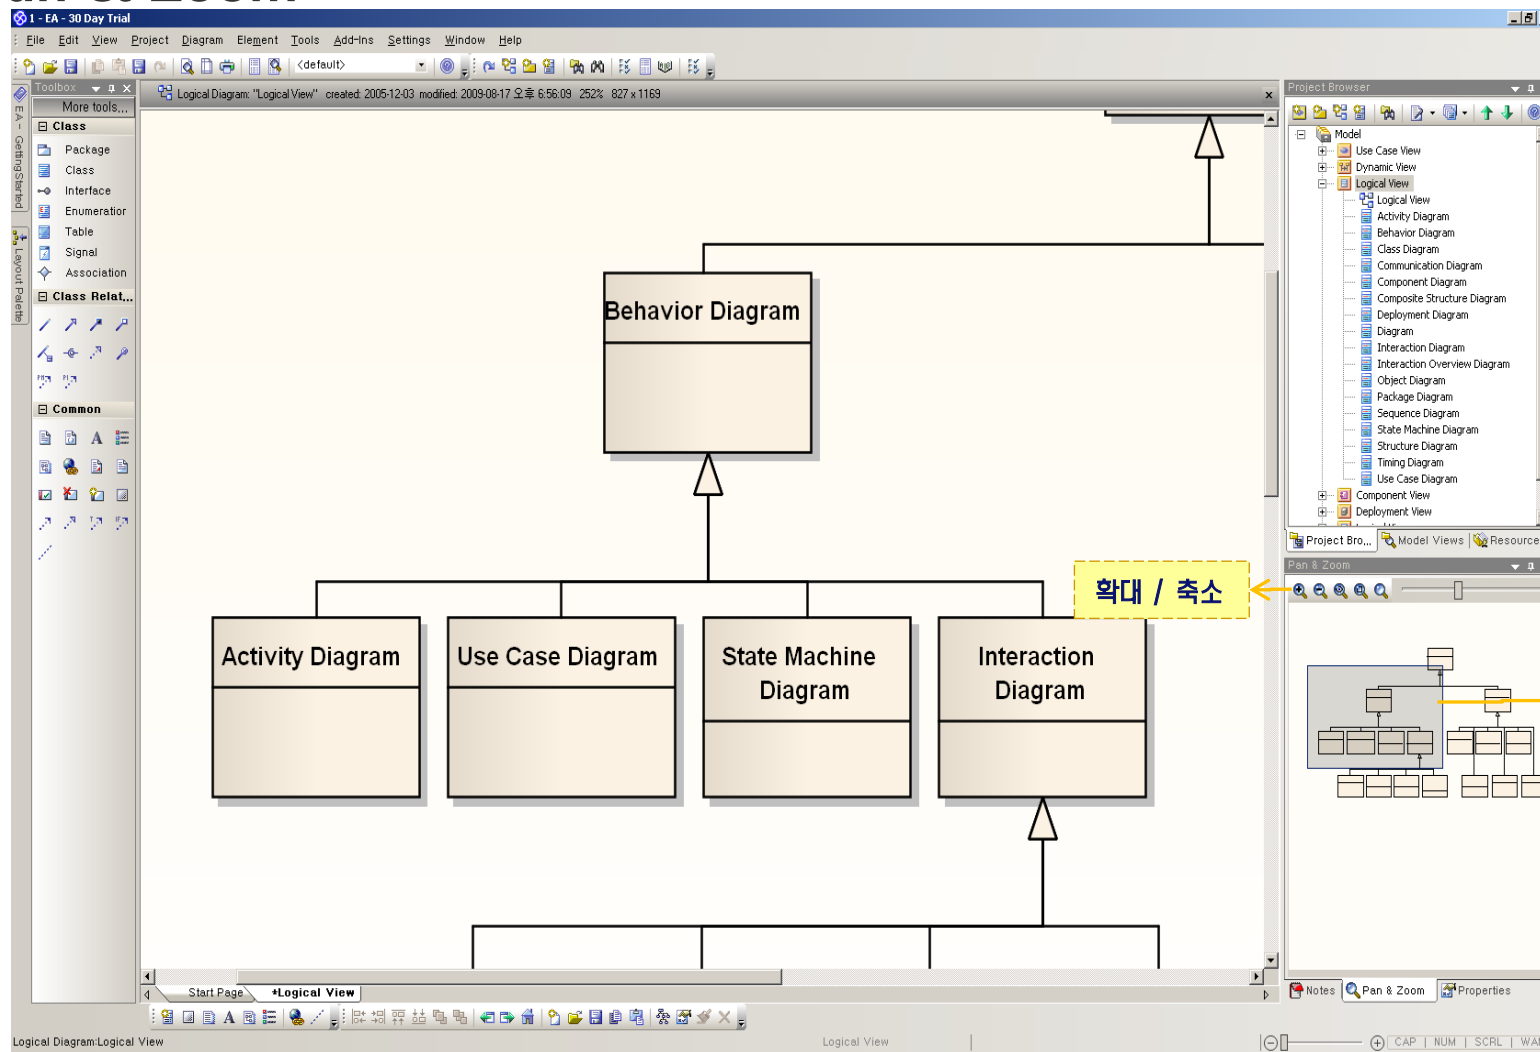 1 - EA - 30 Day Trial
File Edit View Project Diagram Element Tools Add-Ins Settings Window Help
<default>
Toolbox
More tools...
Class
Package
Class
Interface
Enumeratior
Table
Signal
Association
Class Relat...
Common
EA - Getting Started
Layout Palette
Logical Diagram: "Logical View" created: 2005-12-03 modified: 2009-08-17 오후 6:56:09 252% 827 x 1169
Behavior Diagram
Activity Diagram
Use Case Diagram
State Machine
Diagram
Interaction
Diagram
확대 / 축소
Project Browser
Model
Use Case View
Dynamic View
Logical View
Logical View
Activity Diagram
Behavior Diagram
Class Diagram
Communication Diagram
Component Diagram
Composite Structure Diagram
Deployment Diagram
Diagram
Interaction Diagram
Interaction Overview Diagram
Object Diagram
Package Diagram
Sequence Diagram
State Machine Diagram
Structure Diagram
Timing Diagram
Use Case Diagram
Component View
Deployment View
Project Bro... Model Views Resource
Pan & Zoom
Notes Pan & Zoom Properties
Start Page *Logical View
Logical Diagram:Logical View
Logical View
CAP NUM SCRL